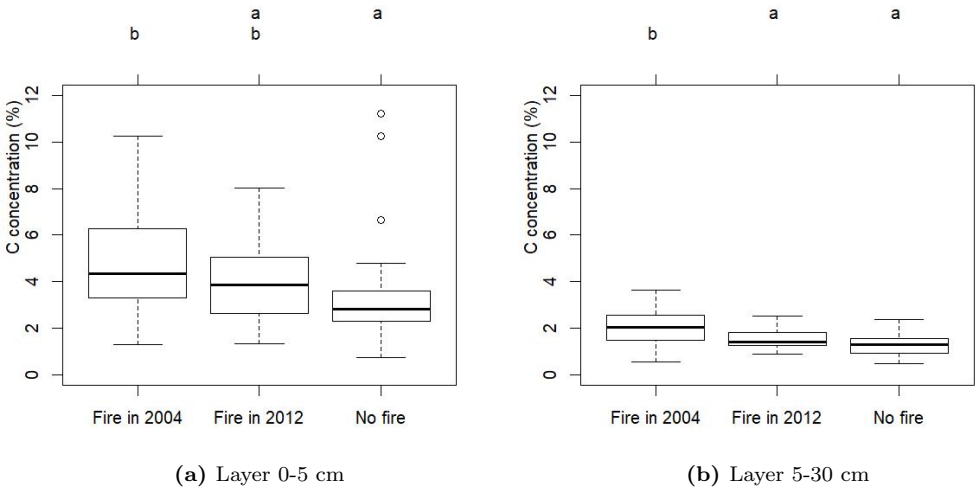 a a a a
b b b
C concentration (%)
12
10
8
6
4
2
0
Fire in 2004 Fire in 2012 No fire
(a) Layer 0-5 cm
C concentration (%)
12
10
8
6
4
2
0
Fire in 2004 Fire in 2012 No fire
(b) Layer 5-30 cm